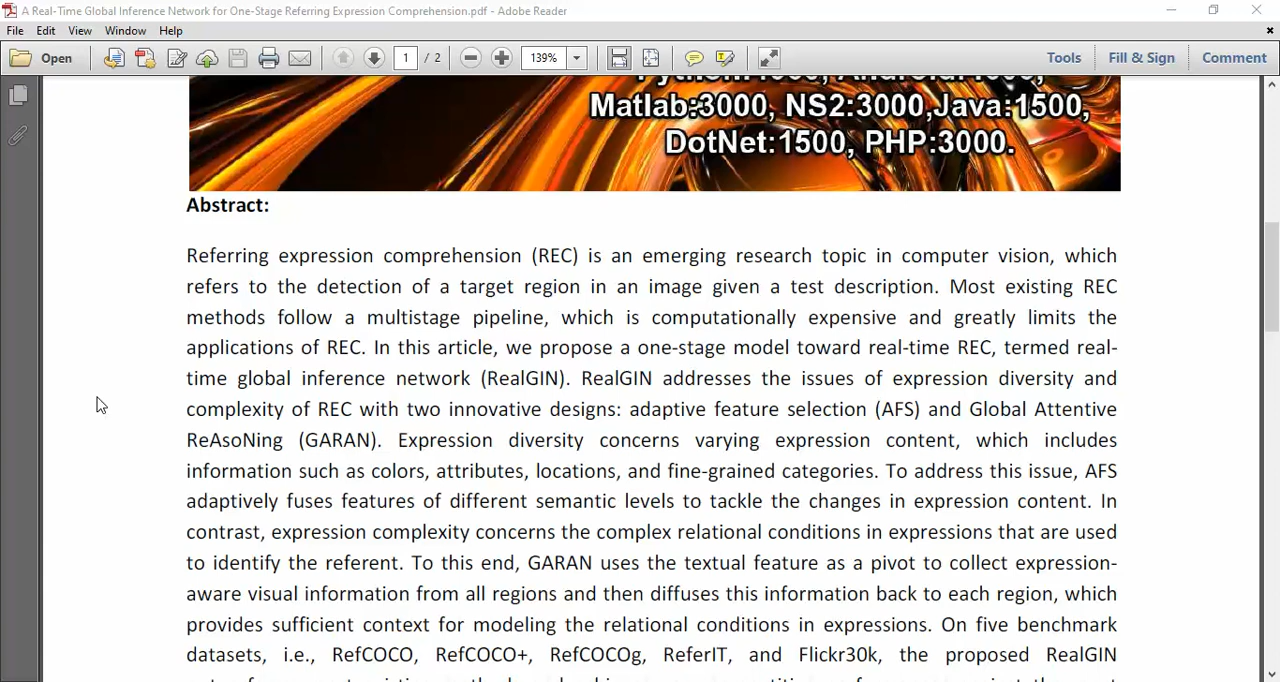 A Real-Time Global Inference Network for One-Stage Referring Expression Comprehension.pdf - Adobe Reader
File Edit View Window Help
Open 1 / 2 139% Tools Fill & Sign Comment
Matlab:3000, NS2:3000,Java:1500,
DotNet:1500, PHP:3000.
Abstract:
Referring expression comprehension (REC) is an emerging research topic in computer vision, which
refers to the detection of a target region in an image given a test description. Most existing REC
methods follow a multistage pipeline, which is computationally expensive and greatly limits the
applications of REC. In this article, we propose a one-stage model toward real-time REC, termed real-
time global inference network (RealGIN). RealGIN addresses the issues of expression diversity and
complexity of REC with two innovative designs: adaptive feature selection (AFS) and Global Attentive
ReAsoNing (GARAN). Expression diversity concerns varying expression content, which includes
information such as colors, attributes, locations, and fine-grained categories. To address this issue, AFS
adaptively fuses features of different semantic levels to tackle the changes in expression content. In
contrast, expression complexity concerns the complex relational conditions in expressions that are used
to identify the referent. To this end, GARAN uses the textual feature as a pivot to collect expression-
aware visual information from all regions and then diffuses this information back to each region, which
provides sufficient context for modeling the relational conditions in expressions. On five benchmark
datasets, i.e., RefCOCO, RefCOCO+, RefCOCOg, ReferIT, and Flickr30k, the proposed RealGIN